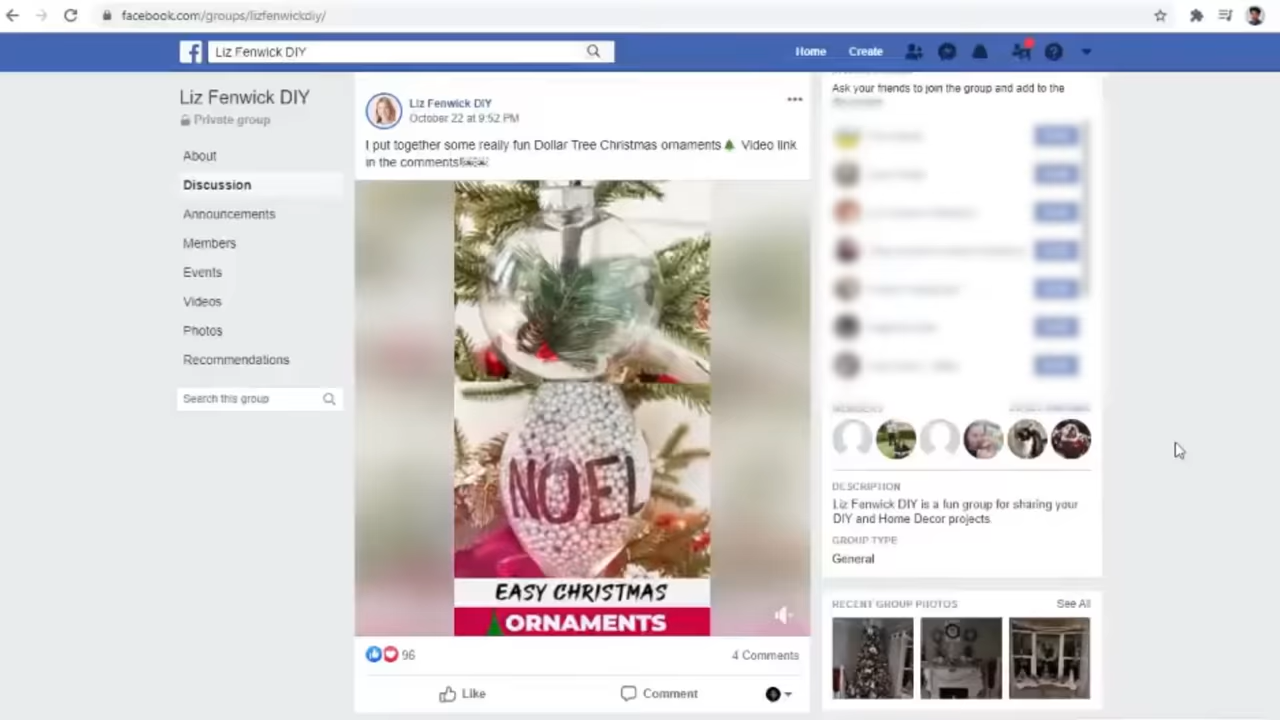 facebook.com/groups/lizfenwickdiy/
Liz Fenwick DIY
Home
Create
Liz Fenwick DIY
Private group
About
Discussion
Announcements
Members
Events
Videos
Photos
Recommendations
Search this group
Liz Fenwick DIY
October 22 at 9:52 PM
I put together some really fun Dollar Tree Christmas ornaments🎄 Video link
in the comments
NOEL
EASY CHRISTMAS
ORNAMENTS
96
4 Comments
Like
Comment
Ask your friends to join the group and add to the
DESCRIPTION
Liz Fenwick DIY is a fun group for sharing your
DIY and Home Decor projects.
GROUP TYPE
General
RECENT GROUP PHOTOS
See All